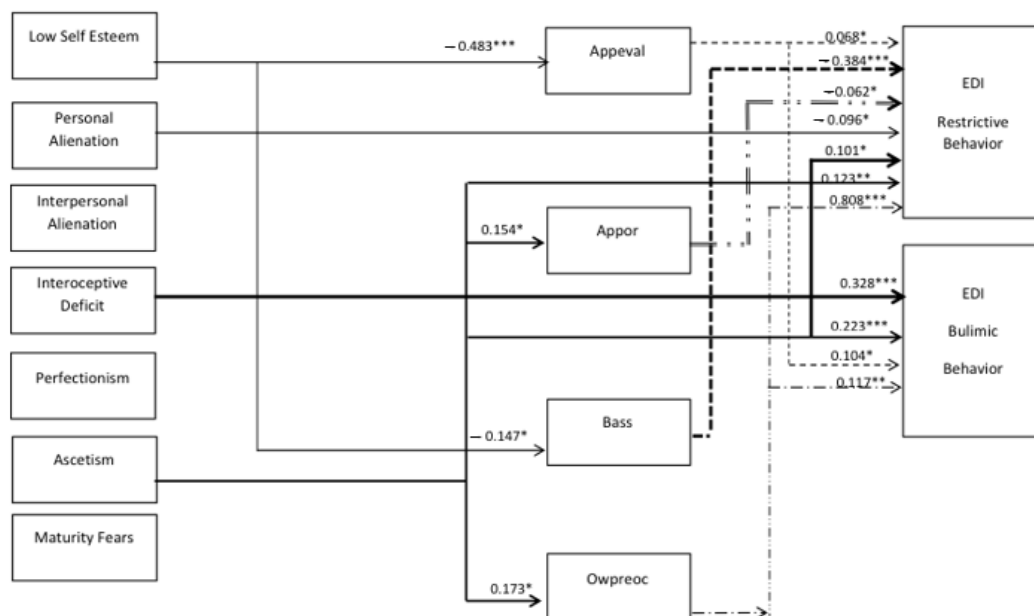 Low Self Esteem
Personal
Alienation
Interpersonal
Alienation
Interoceptive
Deficit
Perfectionism
Ascetism
Maturity Fears
−0.483***
0.154*
−0.147*
0.173*
Appeval
Appor
Bass
Owpreoc
0.068*
−0.384***
−0.062*
−0.096*
0.101*
0.123**
0.808***
0.328***
0.223***
0.104*
0.117**
EDI
Restrictive
Behavior
EDI
Bulimic
Behavior